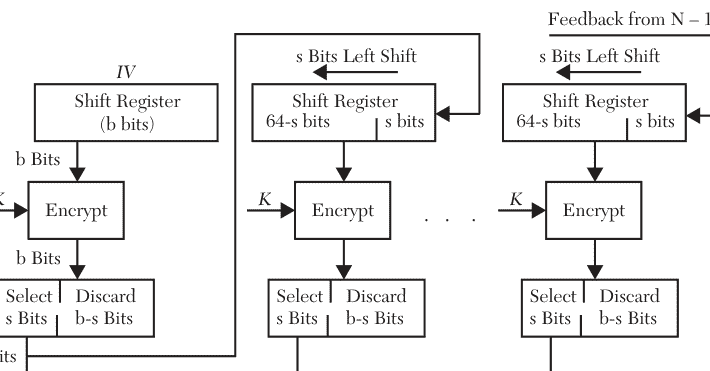 Feedback from N – 1
s Bits Left Shift
s Bits Left Shift
IV
Shift Register
(b bits)
Shift Register
64-s bits
s bits
Shift Register
64-s bits
s bits
b Bits
K
Encrypt
K
Encrypt
. . .
K
Encrypt
b Bits
Select
s Bits
Discard
b-s Bits
Select
s Bits
Discard
b-s Bits
Select
s Bits
Discard
b-s Bits
its